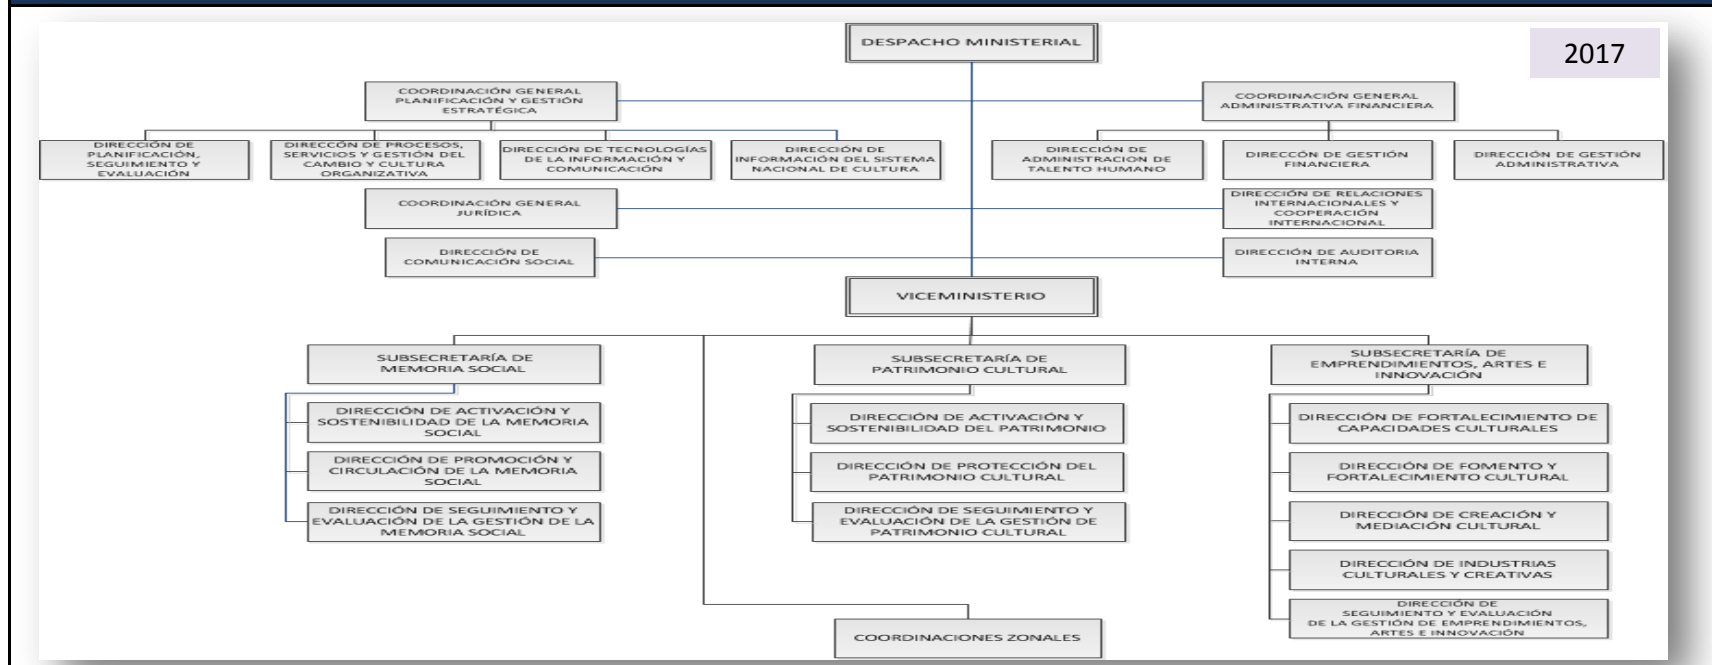 DESPACHO MINISTERIAL
2017
COORDINACIÓN GENERAL
PLANIFICACIÓN Y GESTIÓN
ESTRATÉGICA
COORDINACIÓN GENERAL
ADMINISTRATIVA FINANCIERA
DIRECCIÓN DE
PLANIFICACIÓN,
SEGUIMIENTO Y
EVALUACIÓN
DIRECCÓN DE PROCESOS,
SERVICIOS Y GESTIÓN DEL
CAMBIO Y CULTURA
ORGANIZATIVA
DIRECCIÓN DE TECNOLOGÍAS
DE LA INFORMACIÓN Y
COMUNICACIÓN
DIRECCIÓN DE
INFORMACIÓN DEL SISTEMA
NACIONAL DE CULTURA
DIRECCIÓN DE
ADMINISTRACION DE
TALENTO HUMANO
DIRECCÓN DE GESTIÓN
FINANCIERA
DIRECCIÓN DE GESTIÓN
ADMINISTRATIVA
COORDINACIÓN GENERAL
JURÍDICA
DIRECCIÓN DE RELACIONES
INTERNACIONALES Y
COOPERACIÓN
INTERNACIONAL
DIRECCIÓN DE
COMUNICACIÓN SOCIAL
DIRECCIÓN DE AUDITORIA
INTERNA
VICEMINISTERIO
SUBSECRETARÍA DE
MEMORIA SOCIAL
DIRECCIÓN DE ACTIVACIÓN Y
SOSTENIBILIDAD DE LA MEMORIA
SOCIAL
DIRECCIÓN DE PROMOCIÓN Y
CIRCULACIÓN DE LA MEMORIA
SOCIAL
DIRECCIÓN DE SEGUIMIENTO Y
EVALUACIÓN DE LA GESTIÓN DE LA
MEMORIA SOCIAL
SUBSECRETARÍA DE
PATRIMONIO CULTURAL
DIRECCIÓN DE ACTIVACIÓN Y
SOSTENIBILIDAD DEL PATRIMONIO
DIRECCIÓN DE PROTECCIÓN DEL
PATRIMONIO CULTURAL
DIRECCIÓN DE SEGUIMIENTO Y
EVALUACIÓN DE LA GESTIÓN DE
PATRIMONIO CULTURAL
SUBSECRETARÍA DE
EMPRENDIMIENTOS, ARTES E
INNOVACIÓN
DIRECCIÓN DE FORTALECIMIENTO DE
CAPACIDADES CULTURALES
DIRECCIÓN DE FOMENTO Y
FORTALECIMIENTO CULTURAL
DIRECCIÓN DE CREACIÓN Y
MEDIACIÓN CULTURAL
DIRECCIÓN DE INDUSTRIAS
CULTURALES Y CREATIVAS
DIRECCIÓN DE
SEGUIMIENTO Y EVALUACIÓN
DE LA GESTIÓN DE EMPRENDIMIENTOS,
ARTES E INNOVACIÓN
COORDINACIONES ZONALES